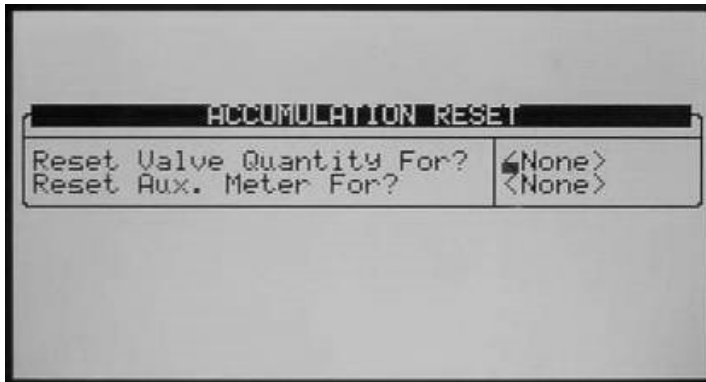 ACCUMULATION RESET
Reset Valve Quantity For? <None>
Reset Aux. Meter For? <None>